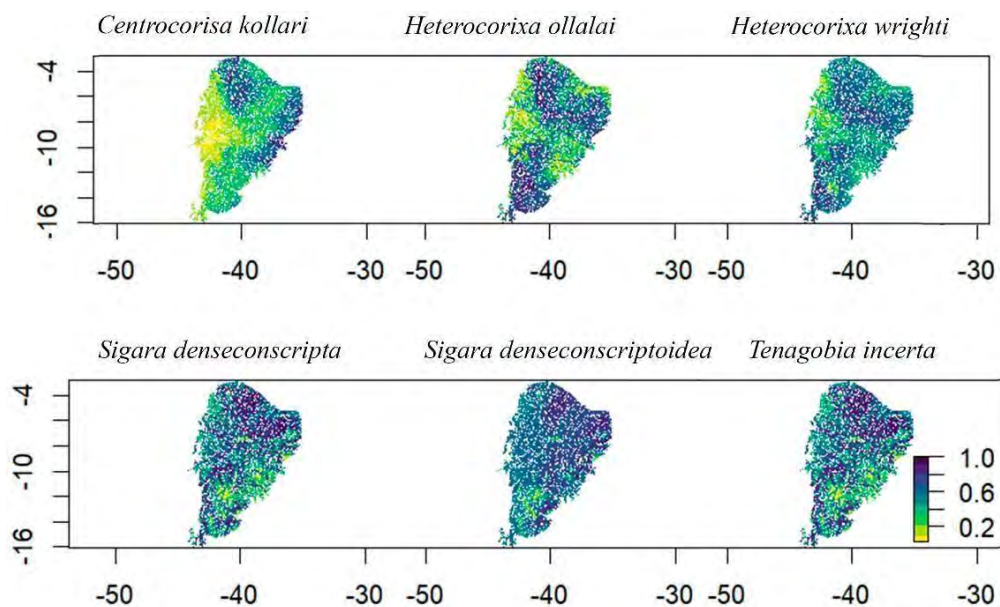 Centrocorisa kollari Heterocorixa ollalai Heterocorixa wrighti
-4
-10
-16
-50 -40 -30 -50 -40 -30 -50 -40 -30
Sigara denseconscripta Sigara denseconscriptoidea Tenagobia incerta
-4
-10
-16
1.0
0.6
0.2
-50 -40 -30 -50 -40 -30 -50 -40 -30